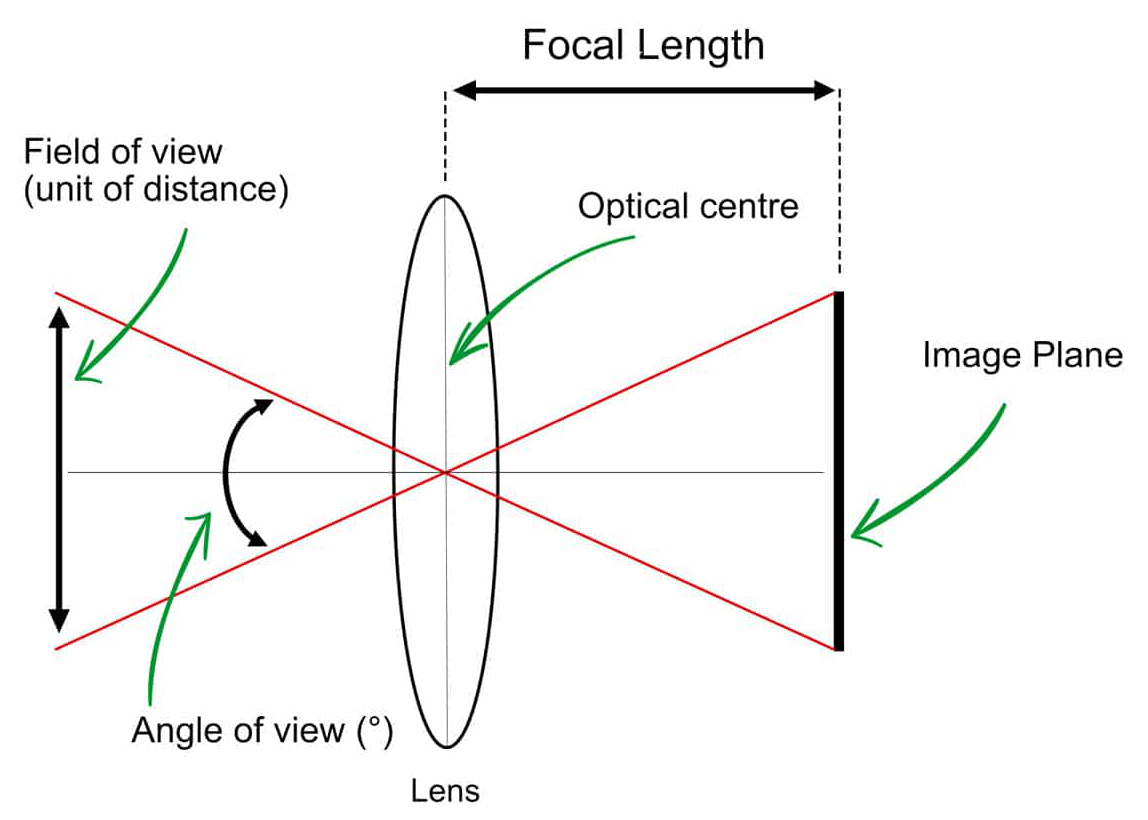 Focal Length
Field of view
(unit of distance)
Optical centre
Image Plane
Angle of view (°)
Lens